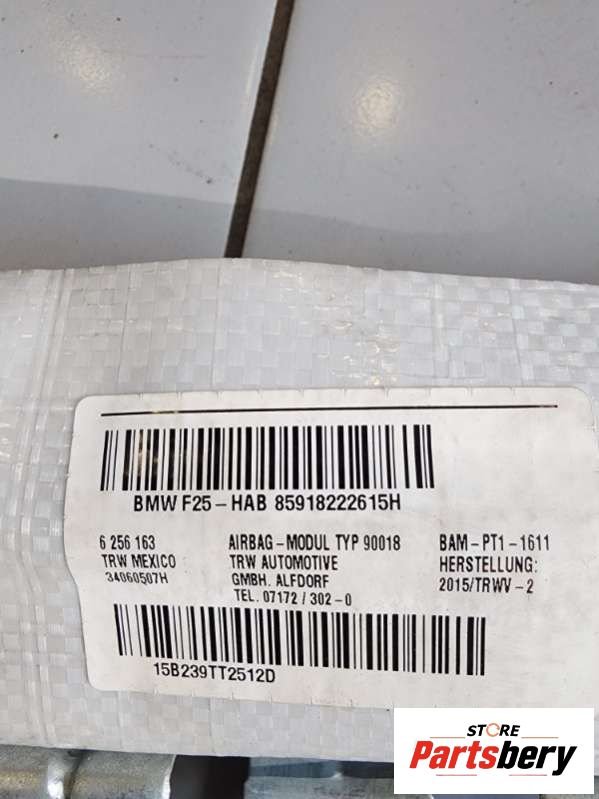 BMW F25-HAB 85918222615H
6 256 163
TRW MEXICO
34060507H
AIRBAG-MODUL TYP 90018
TRW AUTOMOTIVE
GMBH. ALFDORF
TEL. 07172 / 302-0
BAM-PT1-1611
HERSTELLUNG:
2015/TRWV-2
15B239TT2512D
STORE
Partsbery